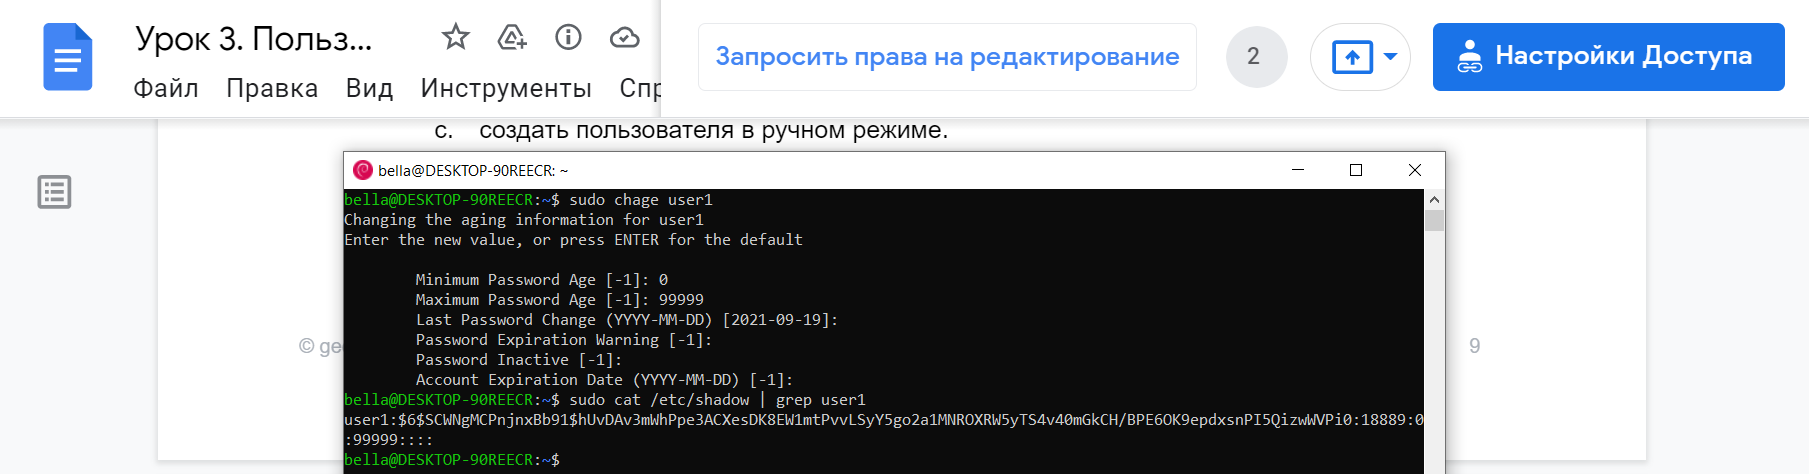 Урок 3. Польз...
Запросить права на редактирование
2
Настройки Доступа
Файл Правка Вид Инструменты Спр
c. создать пользователя в ручном режиме.
bella@DESKTOP-90REECR: ~
bella@DESKTOP-90REECR:~$ sudo chage user1
Changing the aging information for user1
Enter the new value, or press ENTER for the default
Minimum Password Age [-1]: 0
Maximum Password Age [-1]: 99999
Last Password Change (YYYY-MM-DD) [2021-09-19]:
Password Expiration Warning [-1]:
© gee
9
Password Inactive [-1]:
Account Expiration Date (YYYY-MM-DD) [-1]:
bella@DESKTOP-90REECR:~$ sudo cat /etc/shadow | grep user1
user1:$6$SCWNgMCPnjnxBb91$hUvDAv3mWhPpe3ACXesDK8EW1mtPvvLSyY5go2a1MNROXRW5yTS4v40mGkCH/BPE6OK9epdxsnPI5QizwWVPi0:18889:0
:99999::::
bella@DESKTOP-90REECR:~$